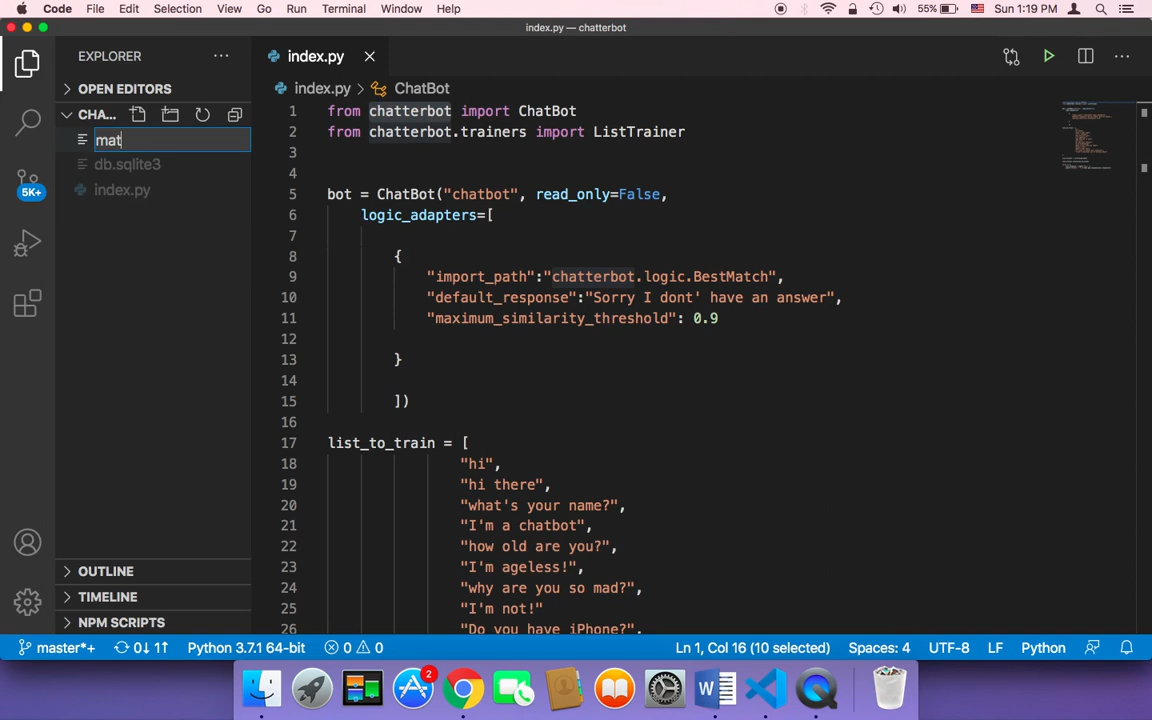 Code File Edit Selection View Go Run Terminal Window Help 55% Sun 1:19 PM
index.py — chatterbot
EXPLORER
OPEN EDITORS
CHA...
mat
db.sqlite3
index.py
5K+
OUTLINE
TIMELINE
NPM SCRIPTS
index.py
index.py > ChatBot
1 from chatterbot import ChatBot
2 from chatterbot.trainers import ListTrainer
3
4
5 bot = ChatBot("chatbot", read_only=False,
6 logic_adapters=[
7
8 {
9 "import_path":"chatterbot.logic.BestMatch",
10 "default_response":"Sorry I dont' have an answer",
11 "maximum_similarity_threshold": 0.9
12
13 }
14
15 ])
16
17 list_to_train = [
18 "hi",
19 "hi there",
20 "what's your name?",
21 "I'm a chatbot",
22 "how old are you?",
23 "I'm ageless!",
24 "why are you so mad?",
25 "I'm not!"
26 "Do you have iPhone?",
master*+ 0↓ 1↑ Python 3.7.1 64-bit 0 0 Ln 1, Col 16 (10 selected) Spaces: 4 UTF-8 LF Python
2
W